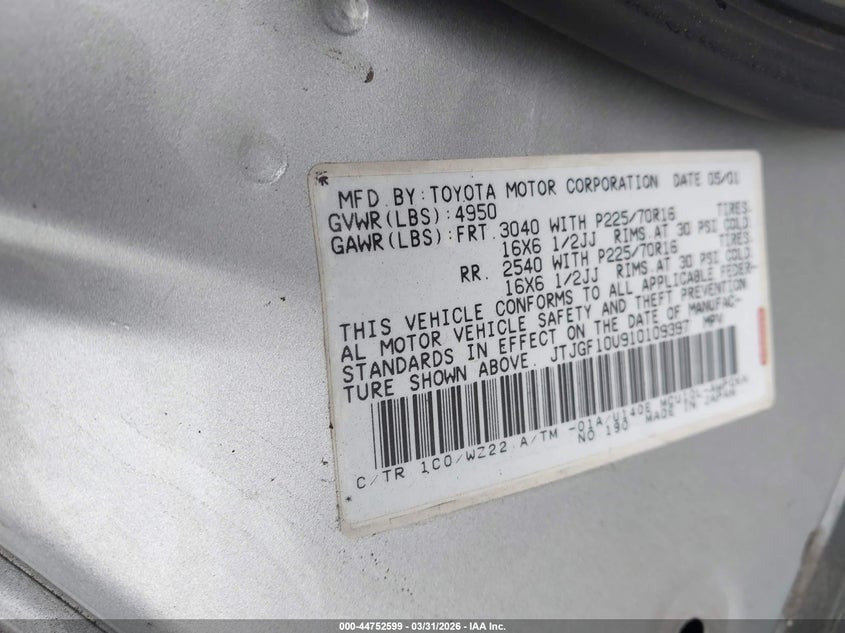 MFD. BY: TOYOTA MOTOR CORPORATION DATE 05/01
GVWR(LBS):4950
GAWR(LBS):FRT. 3040 WITH P225/70R16 TIRES.
16X6 1/2JJ RIMS.AT 30 PSI COLD.
RR. 2540 WITH P225/70R16 TIRES.
16X6 1/2JJ RIMS.AT 30 PSI COLD.
THIS VEHICLE CONFORMS TO ALL APPLICABLE FEDER-
AL MOTOR VEHICLE SAFETY AND THEFT PREVENTION
STANDARDS IN EFFECT ON THE DATE OF MANUFAC-
TURE SHOWN ABOVE. JTJGF10U910109397 MPV
C/TR 1C0/WZ22 A/TM -01A/U140E
NO 190 MADE IN JAPAN
000-44752599 - 03/31/2026 - IAA Inc.